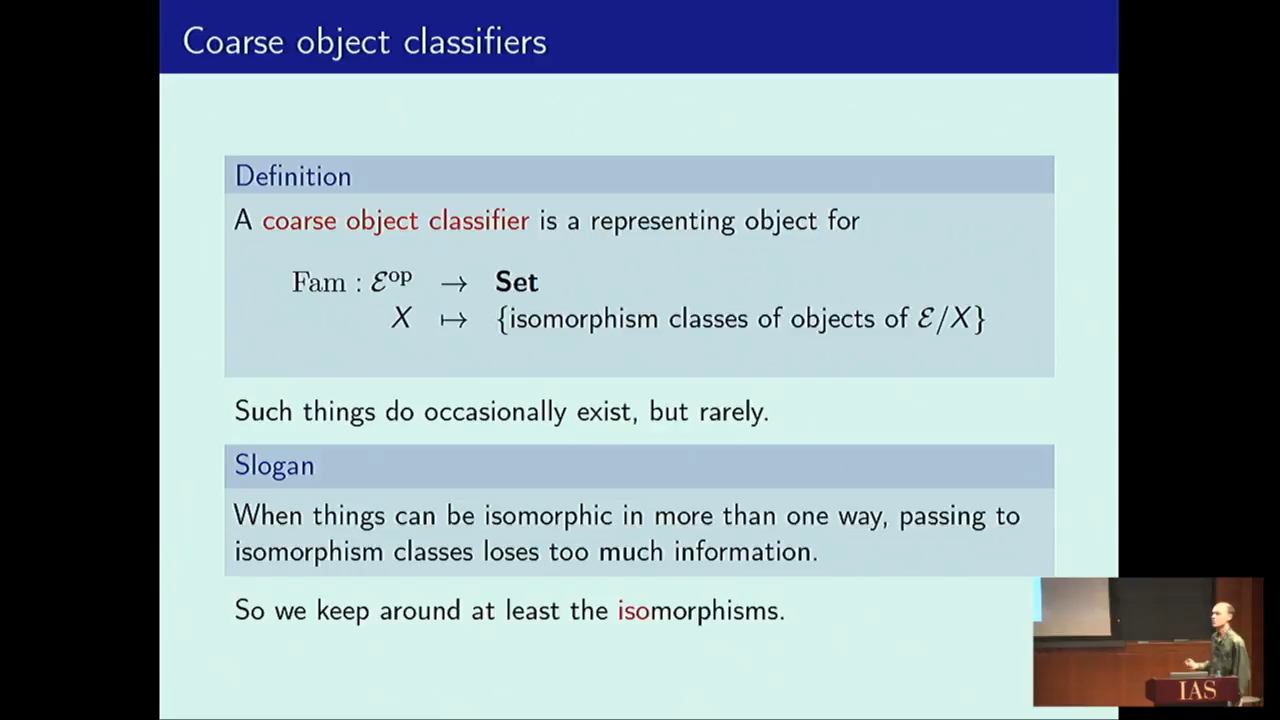 Coarse object classifiers
Definition
A coarse object classifier is a representing object for
Fam : ℰᵒᵖ → Set
X ↦ {isomorphism classes of objects of ℰ/X}
Such things do occasionally exist, but rarely.
Slogan
When things can be isomorphic in more than one way, passing to
isomorphism classes loses too much information.
So we keep around at least the isomorphisms.
IAS